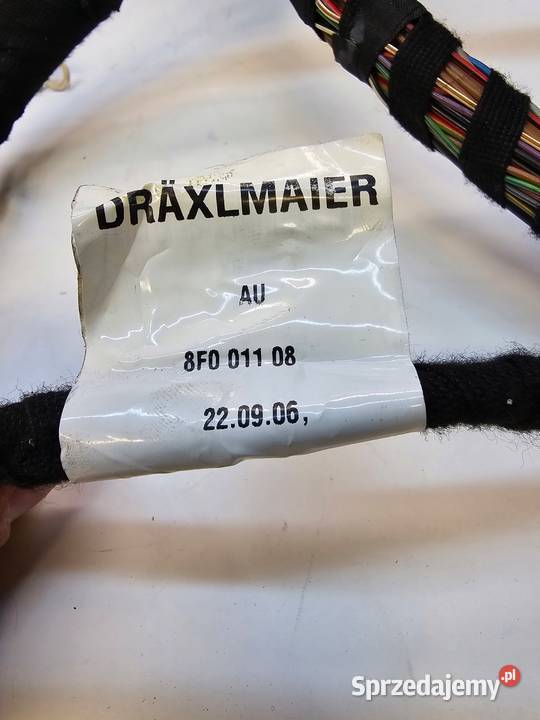 DRÄXLMAIER
AU
8F0 011 08
22.09.06,
Sprzedajemy.pl